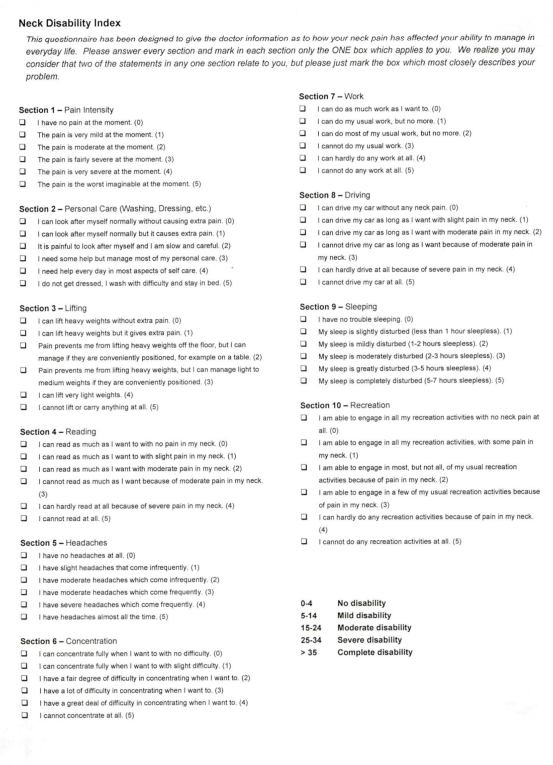 Neck Disability Index
This questionnaire has been designed to give the doctor information as to how your neck pain has affected your ability to manage in
everyday life. Please answer every section and mark in each section only the ONE box which applies to you. We realize you may
consider that two of the statements in any one section relate to you, but please just mark the box which most closely describes your
problem.
Section 1 – Pain Intensity
I have no pain at the moment. (0)
The pain is very mild at the moment. (1)
The pain is moderate at the moment. (2)
The pain is fairly severe at the moment. (3)
The pain is very severe at the moment. (4)
The pain is the worst imaginable at the moment. (5)
Section 2 – Personal Care (Washing, Dressing, etc.)
I can look after myself normally without causing extra pain. (0)
I can look after myself normally but it causes extra pain. (1)
It is painful to look after myself and I am slow and careful. (2)
I need some help but manage most of my personal care. (3)
I need help every day in most aspects of self care. (4)
I do not get dressed, I wash with difficulty and stay in bed. (5)
Section 3 – Lifting
I can lift heavy weights without extra pain. (0)
I can lift heavy weights but it gives extra pain. (1)
Pain prevents me from lifting heavy weights off the floor, but I can
manage if they are conveniently positioned, for example on a table. (2)
Pain prevents me from lifting heavy weights, but I can manage light to
medium weights if they are conveniently positioned. (3)
I can lift very light weights. (4)
I cannot lift or carry anything at all. (5)
Section 4 – Reading
I can read as much as I want to with no pain in my neck. (0)
I can read as much as I want to with slight pain in my neck. (1)
I can read as much as I want with moderate pain in my neck. (2)
I cannot read as much as I want because of moderate pain in my neck.
(3)
I can hardly read at all because of severe pain in my neck. (4)
I cannot read at all. (5)
Section 5 – Headaches
I have no headaches at all. (0)
I have slight headaches that come infrequently. (1)
I have moderate headaches which come infrequently. (2)
I have moderate headaches which come frequently. (3)
I have severe headaches which come frequently. (4)
I have headaches almost all the time. (5)
Section 6 – Concentration
I can concentrate fully when I want to with no difficulty. (0)
I can concentrate fully when I want to with slight difficulty. (1)
I have a fair degree of difficulty in concentrating when I want to. (2)
I have a lot of difficulty in concentrating when I want to. (3)
I have a great deal of difficulty in concentrating when I want to. (4)
I cannot concentrate at all. (5)
Section 7 – Work
I can do as much work as I want to. (0)
I can do my usual work, but no more. (1)
I can do most of my usual work, but no more. (2)
I cannot do my usual work. (3)
I can hardly do any work at all. (4)
I cannot do any work at all. (5)
Section 8 – Driving
I can drive my car without any neck pain. (0)
I can drive my car as long as I want with slight pain in my neck. (1)
I can drive my car as long as I want with moderate pain in my neck. (2)
I cannot drive my car as long as I want because of moderate pain in
my neck. (3)
I can hardly drive at all because of severe pain in my neck. (4)
I cannot drive my car at all. (5)
Section 9 – Sleeping
I have no trouble sleeping. (0)
My sleep is slightly disturbed (less than 1 hour sleepless). (1)
My sleep is mildly disturbed (1-2 hours sleepless). (2)
My sleep is moderately disturbed (2-3 hours sleepless). (3)
My sleep is greatly disturbed (3-5 hours sleepless). (4)
My sleep is completely disturbed (5-7 hours sleepless). (5)
Section 10 – Recreation
I am able to engage in all my recreation activities with no neck pain at
all. (0)
I am able to engage in all my recreation activities, with some pain in
my neck. (1)
I am able to engage in most, but not all, of my usual recreation
activities because of pain in my neck. (2)
I am able to engage in a few of my usual recreation activities because
of pain in my neck. (3)
I can hardly do any recreation activities because of pain in my neck.
(4)
I cannot do any recreation activities at all. (5)
0-4 No disability
5-14 Mild disability
15-24 Moderate disability
25-34 Severe disability
> 35 Complete disability